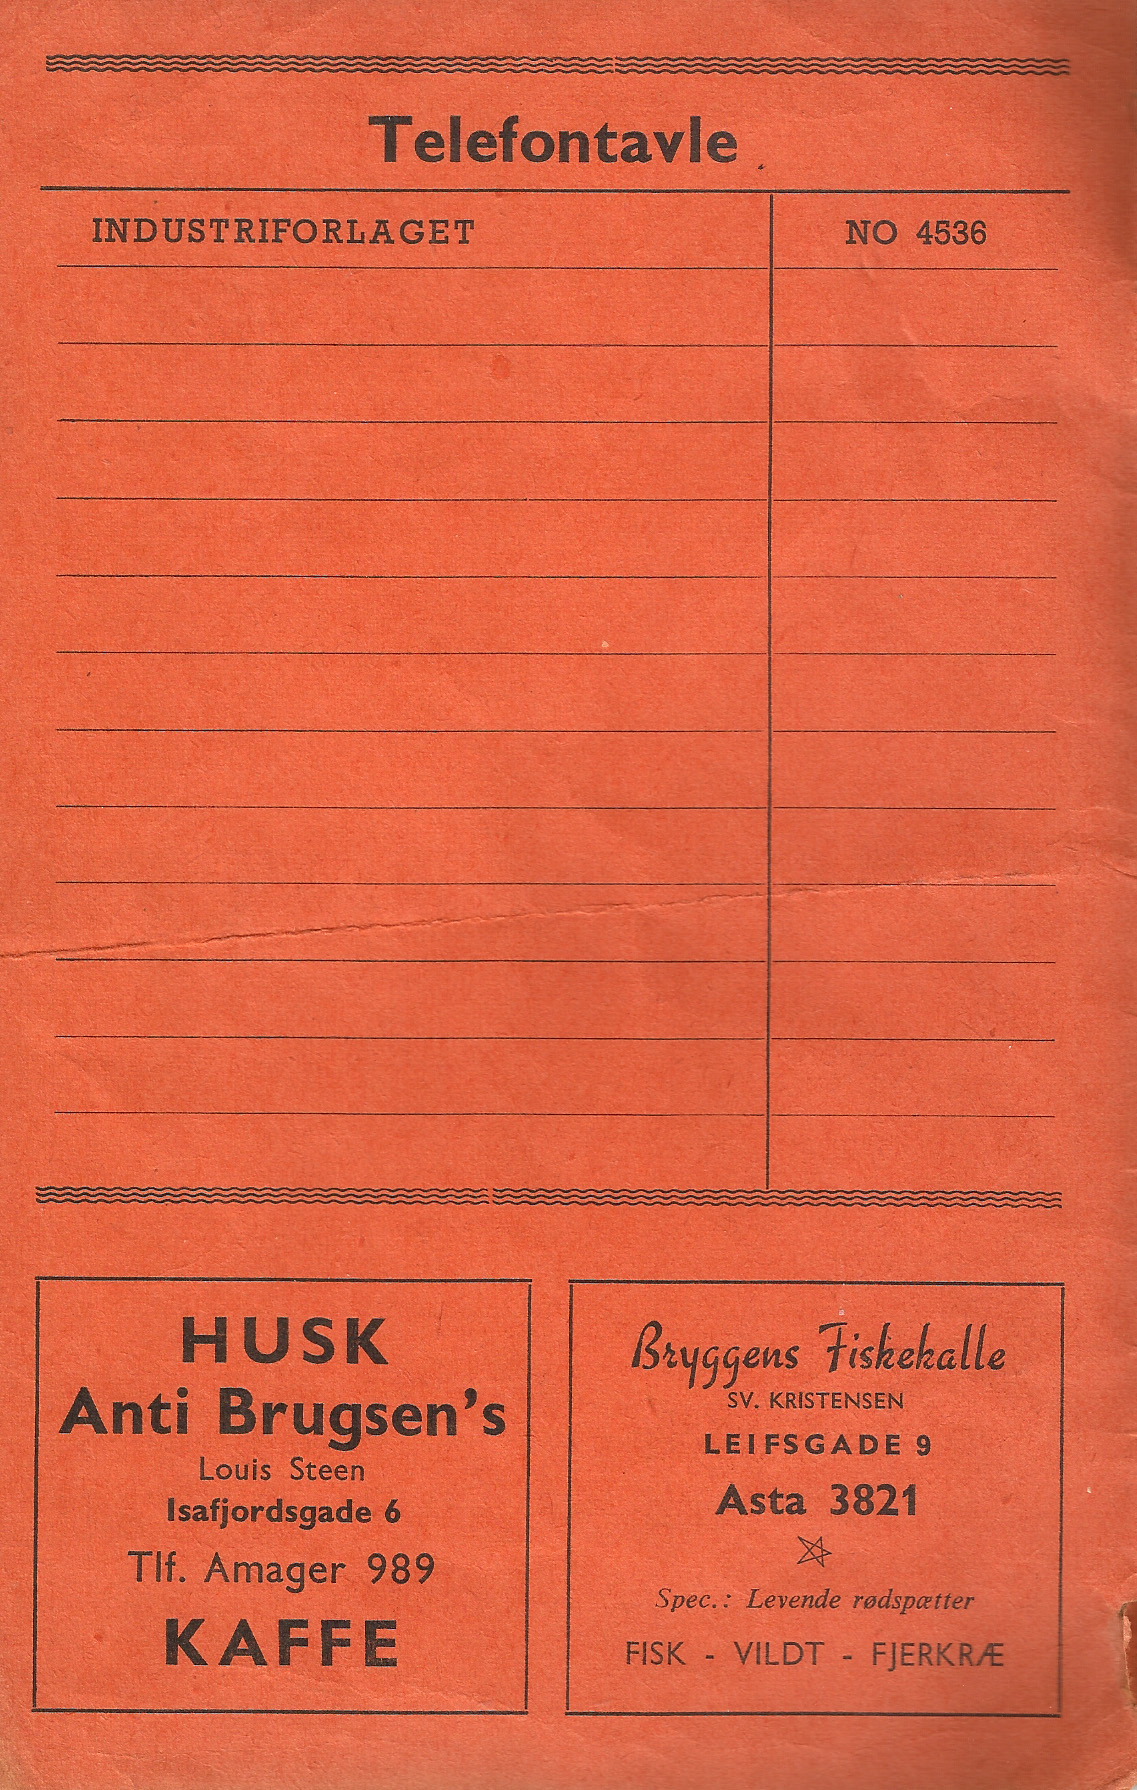 Telefontavle
INDUSTRIFORLAGET NO 4536
HUSK
Anti Brugsen's
Louis Steen
Isafjordsgade 6
Tlf. Amager 989
KAFFE
Bryggens Fiskehalle
SV. KRISTENSEN
LEIFSGADE 9
Asta 3821
Spec.: Levende rødspætter
FISK - VILDT - FJERKRÆ